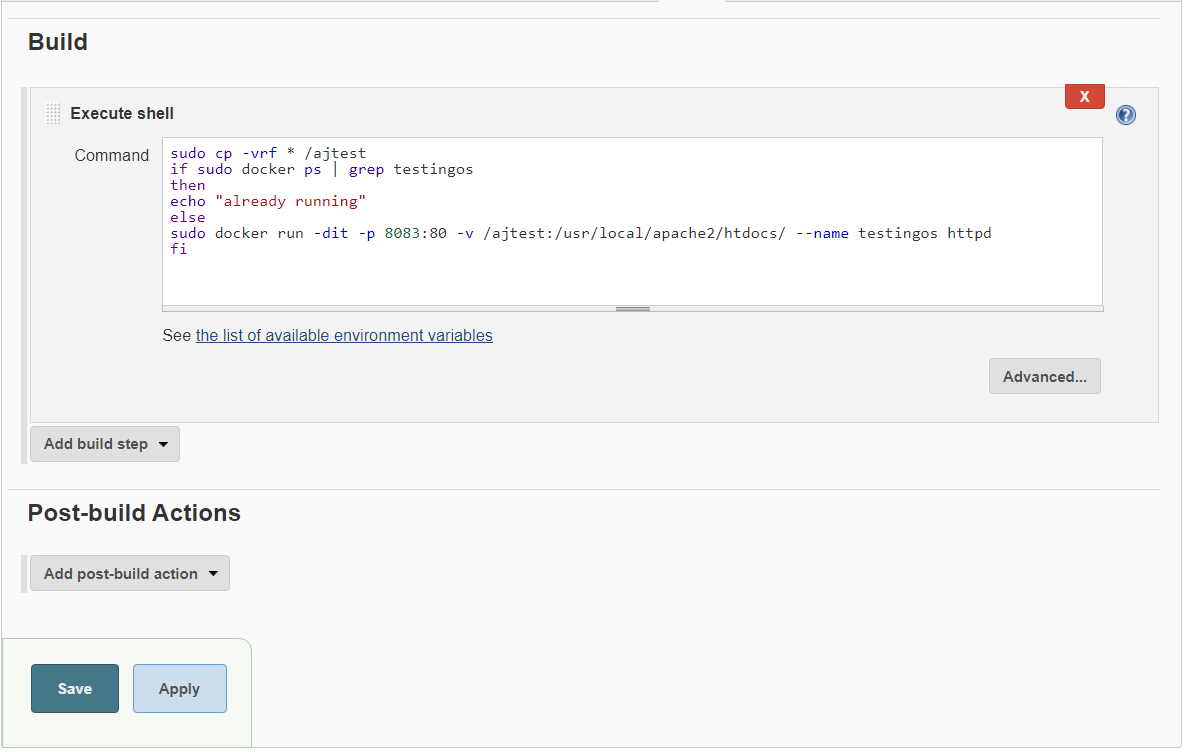 Build
X
Execute shell
?
Command
sudo cp -vrf * /ajtest
if sudo docker ps | grep testingos
then
echo "already running"
else
sudo docker run -dit -p 8083:80 -v /ajtest:/usr/local/apache2/htdocs/ --name testingos httpd
fi
See the list of available environment variables
Advanced...
Add build step
Post-build Actions
Add post-build action
Save Apply